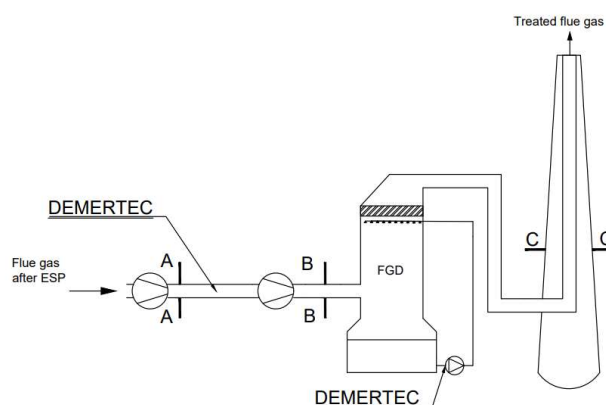 Treated flue gas
DEMERTEC
A
B
C
C
FGD
Flue gas
after ESP
A
B
DEMERTEC